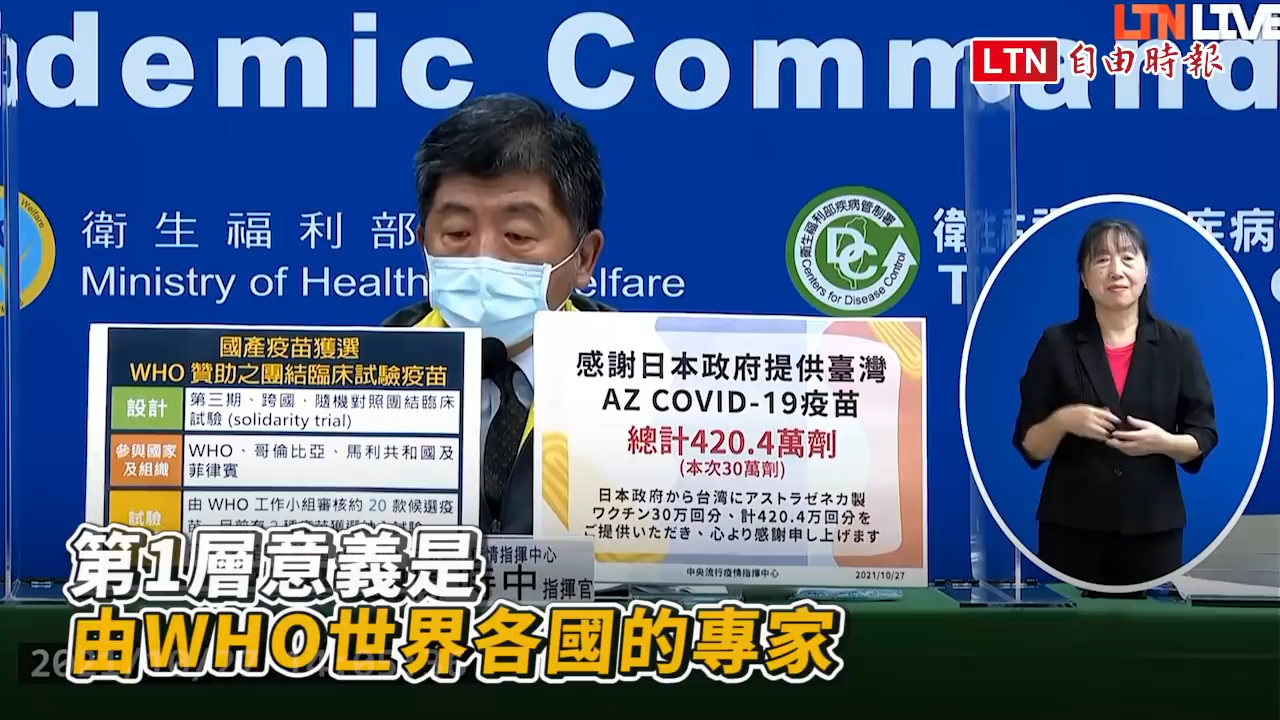 LTN LIVE
LTN 自由時報
demic Command
Welfare
衛生福利部
Ministry of Health
elfare
衛生福利部疾病管制署
CDC
Centers for Disease Control
疾病
國產疫苗獲選
WHO 贊助之團結臨床試驗疫苗
設計
第三期、跨國、隨機對照團結臨床
試驗 (solidarity trial)
參與國家
及組織
WHO、哥倫比亞、馬利共和國及
菲律賓
試驗
由 WHO 工作小組審核約 20 款候選疫
感謝日本政府提供臺灣
AZ COVID-19疫苗
總計420.4萬劑
(本次30萬劑)
日本政府から台湾にアストラゼネカ製
ワクチン30万回分、計420.4万回分を
ご提供いただき、心より感謝申し上げます
中央流行疫情指揮中心
2021/10/27
情指揮中心
中 指揮官
第1層意義是
由WHO世界各國的專家